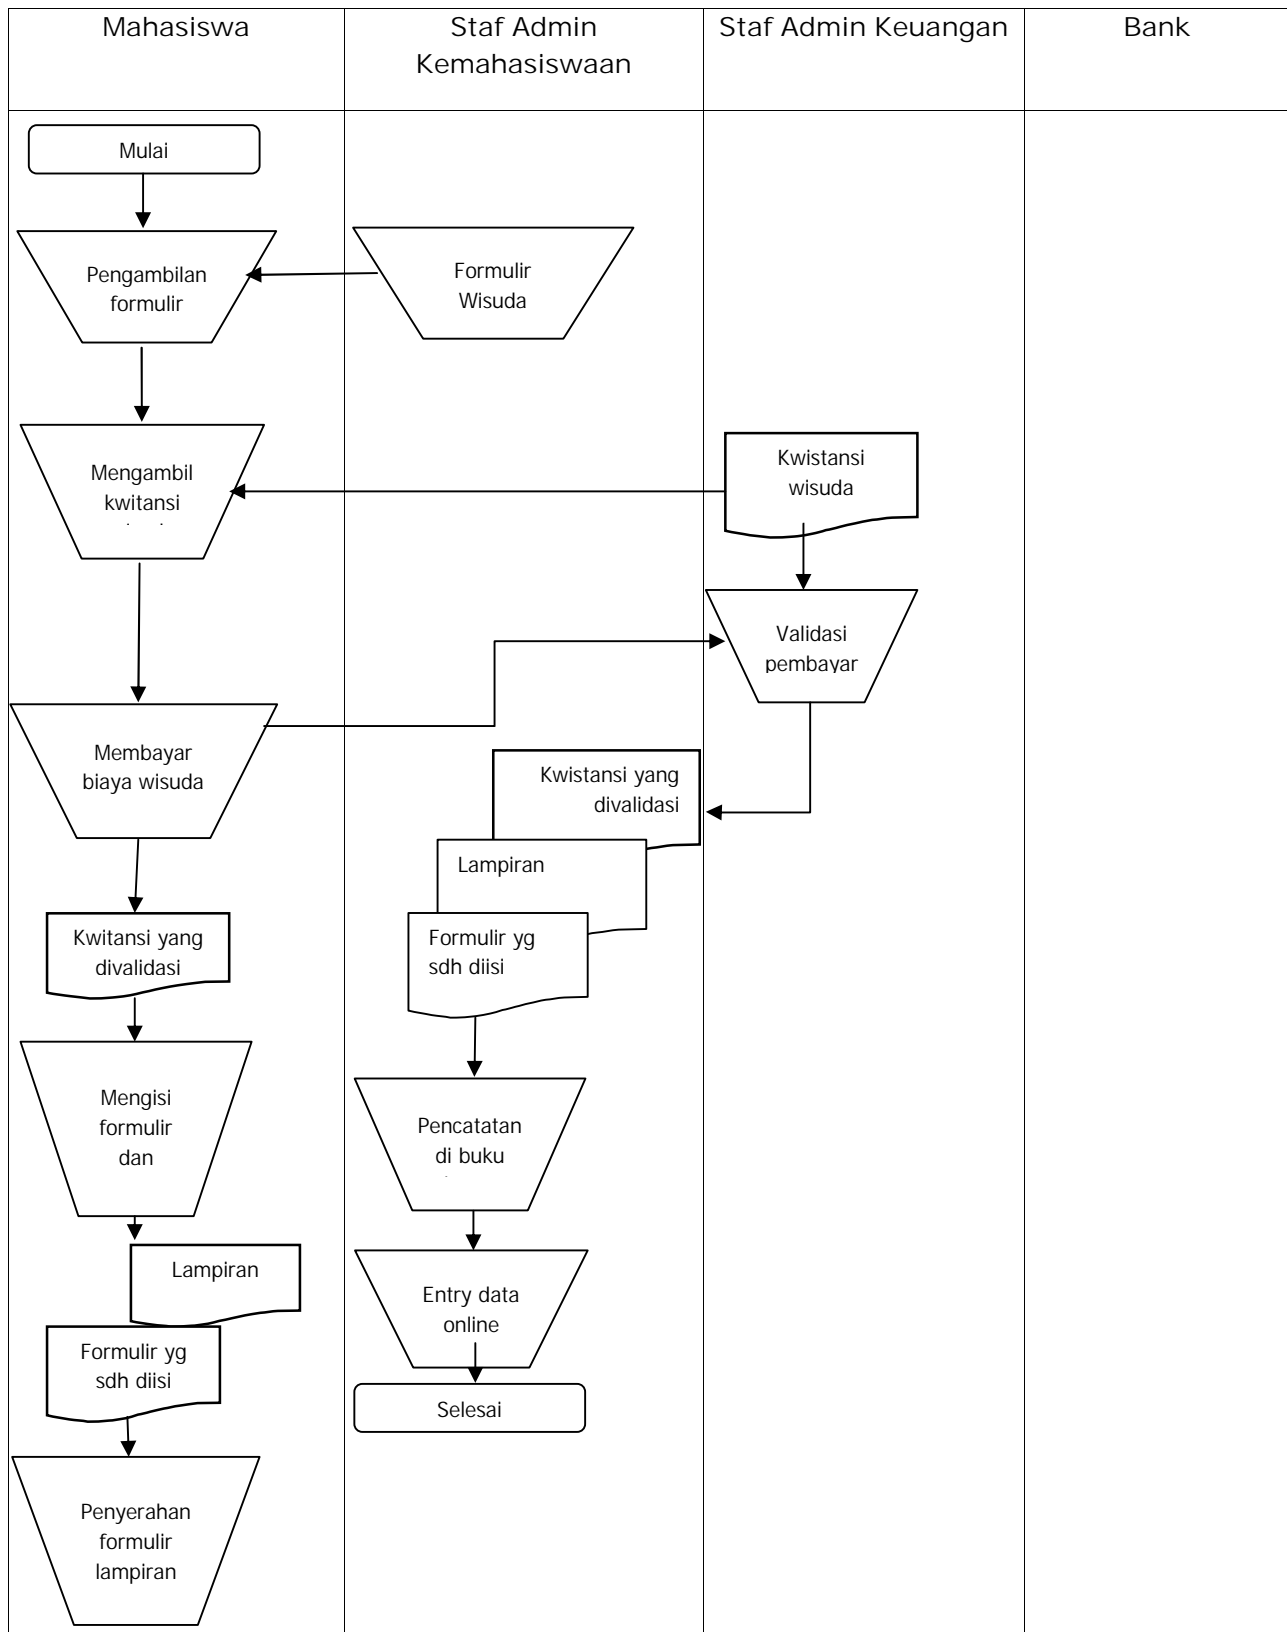 Mahasiswa
Staf Admin
Kemahasiswaan
Staf Admin Keuangan
Bank
Mulai
Pengambilan
formulir
Formulir
Wisuda
Mengambil
kwitansi
Kwistansi
wisuda
Validasi
pembayar
Membayar
biaya wisuda
Kwistansi yang
divalidasi
Lampiran
Formulir yg
sdh diisi
Kwitansi yang
divalidasi
Mengisi
formulir
dan
Pencatatan
di buku
Lampiran
Entry data
online
Formulir yg
sdh diisi
Selesai
Penyerahan
formulir
lampiran